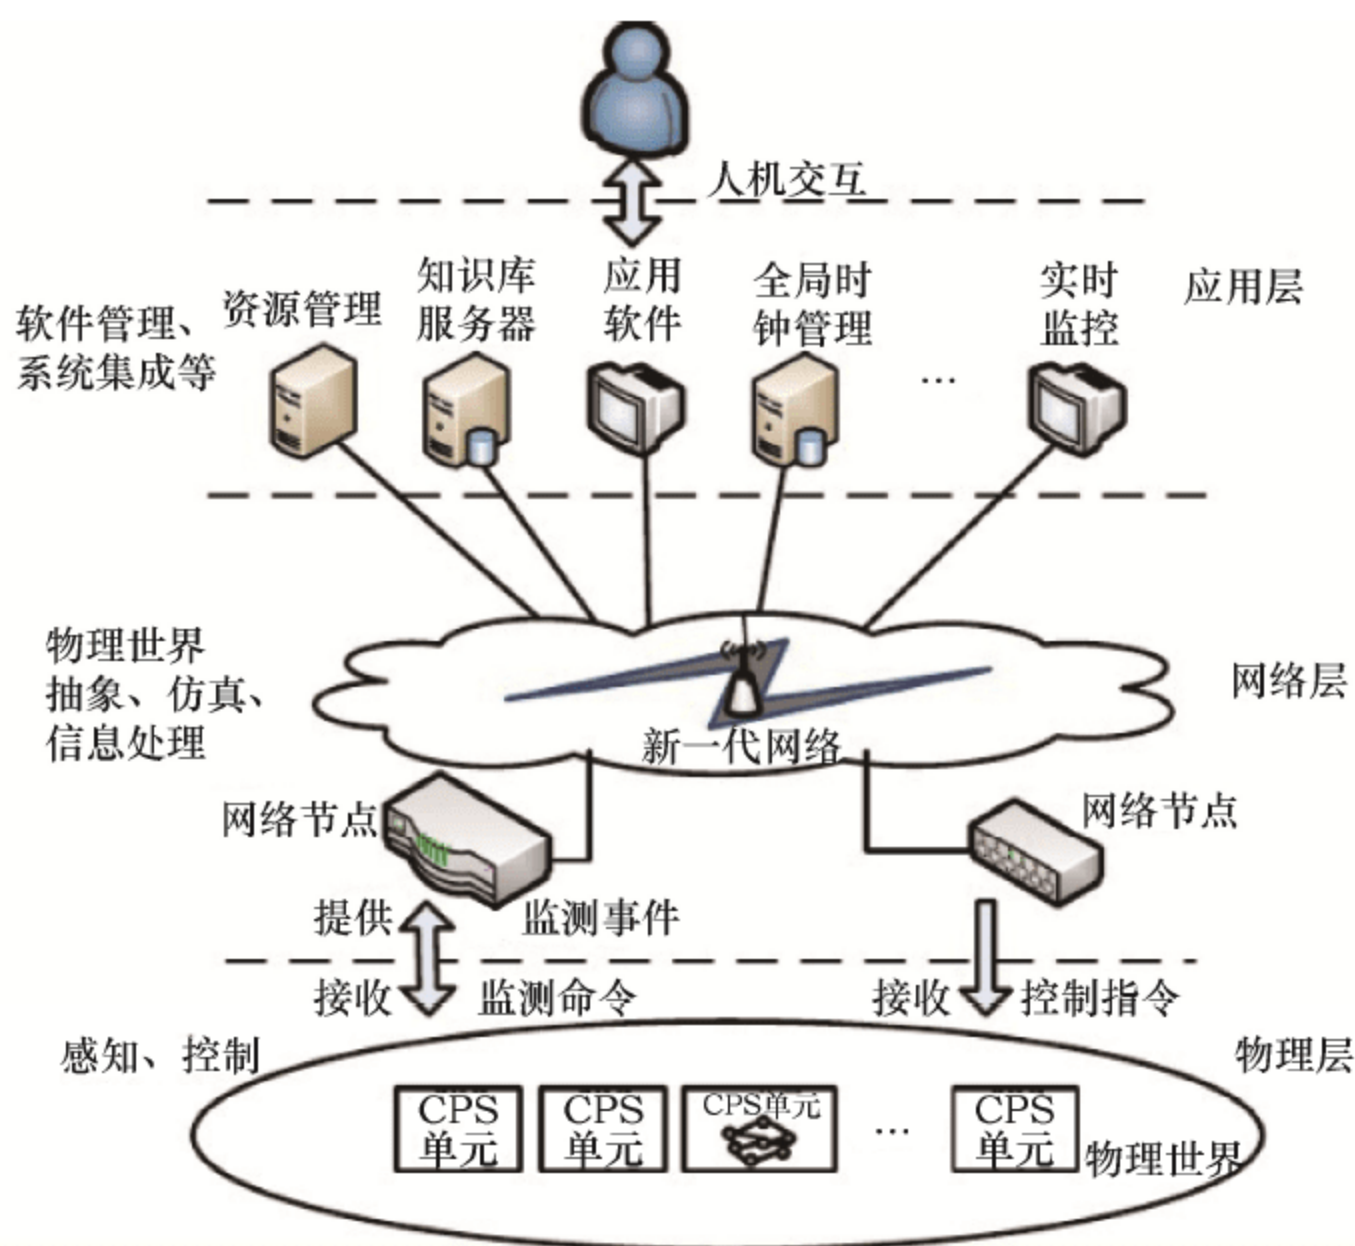 人机交互
资源管理
知识库
服务器
应用
软件
全局时
钟管理
…
实时
监控
应用层
软件管理、
系统集成等
物理世界
抽象、仿真、
信息处理
新一代网络
网络层
网络节点
网络节点
提供
监测事件
接收
监测命令
接收
控制指令
感知、控制
物理层
CPS
单元
CPS
单元
CPS单元
…
CPS
单元
物理世界